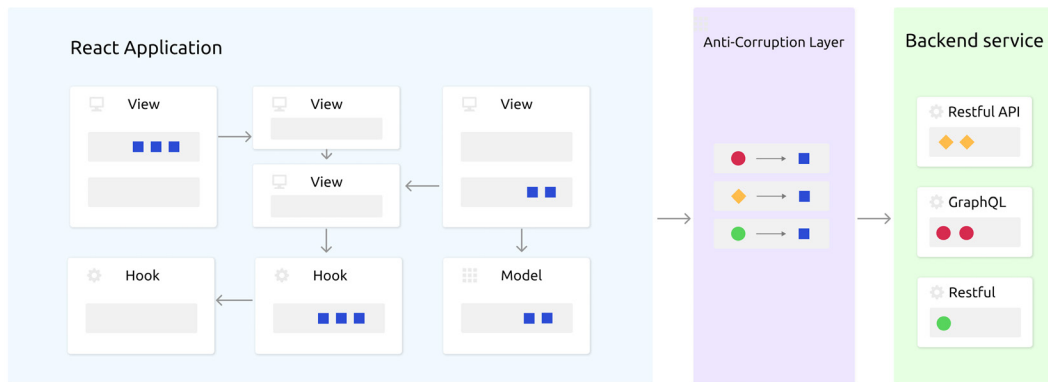 React Application
Anti-Corruption Layer
Backend service
View
View
View
View
Hook
Hook
Model
Restful API
GraphQL
Restful